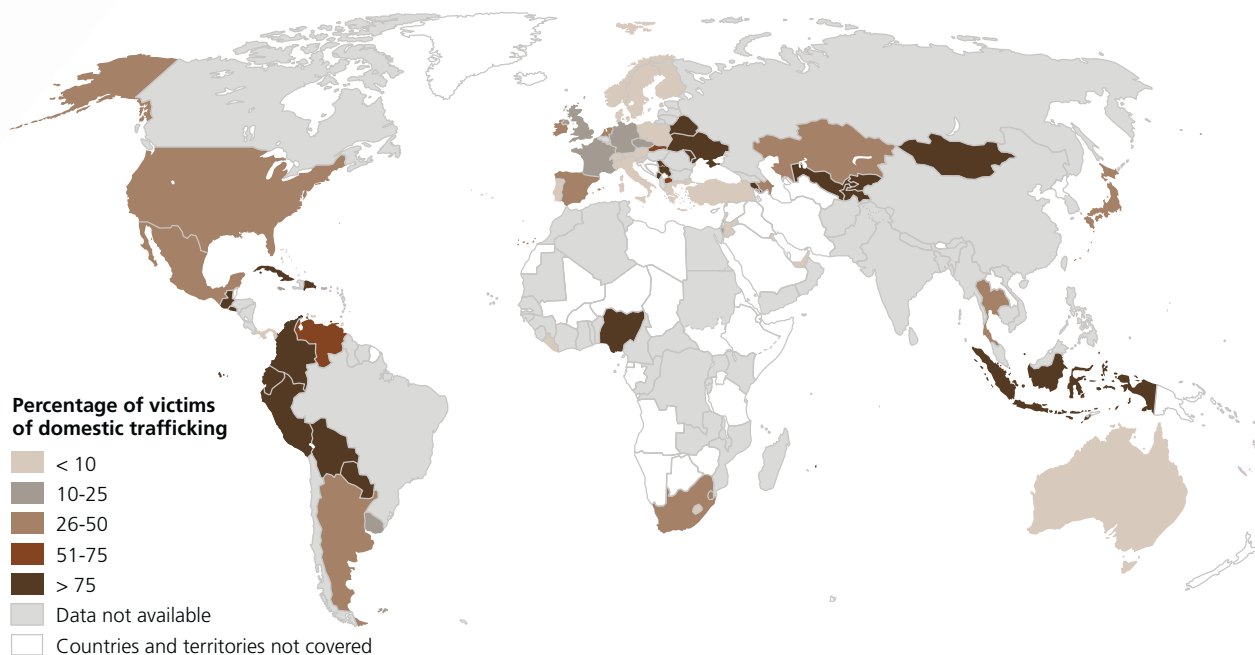 Percentage of victims
of domestic trafficking
< 10
10-25
26-50
51-75
> 75
Data not available
Countries and territories not covered